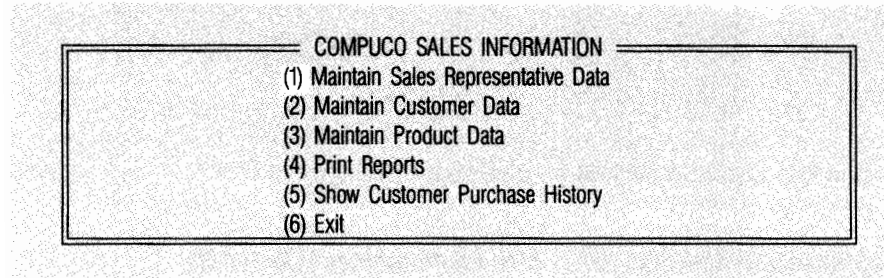 COMPUCO SALES INFORMATION
(1) Maintain Sales Representative Data
(2) Maintain Customer Data
(3) Maintain Product Data
(4) Print Reports
(5) Show Customer Purchase History
(6) Exit